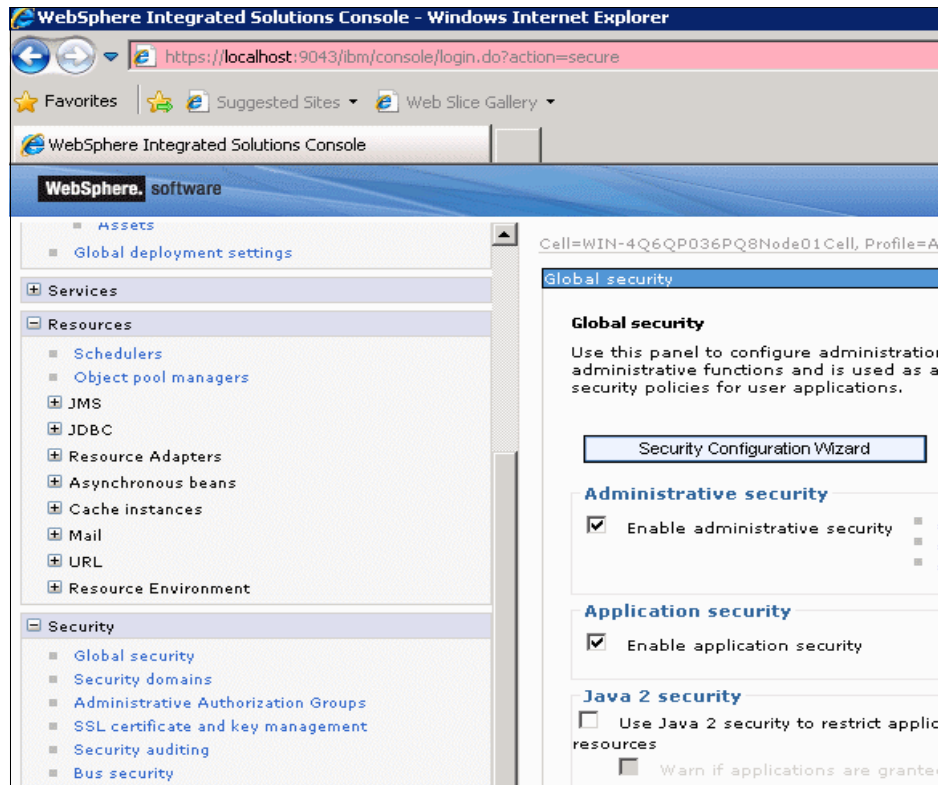 WebSphere Integrated Solutions Console - Windows Internet Explorer
https://localhost:9043/ibm/console/login.do?action=secure
Favorites Suggested Sites Web Slice Gallery
WebSphere Integrated Solutions Console
WebSphere. software
Assets
Global deployment settings
Services
Resources
Schedulers
Object pool managers
JMS
JDBC
Resource Adapters
Asynchronous beans
Cache instances
Mail
URL
Resource Environment
Security
Global security
Security domains
Administrative Authorization Groups
SSL certificate and key management
Security auditing
Bus security
Cell=WIN-4Q6QP036PQ8Node01Cell, Profile=A
Global security
Global security
Use this panel to configure administration
administrative functions and is used as a
security policies for user applications.
Security Configuration Wizard
Administrative security
Enable administrative security
Application security
Enable application security
Java 2 security
Use Java 2 security to restrict applic
resources
Warn if applications are grante